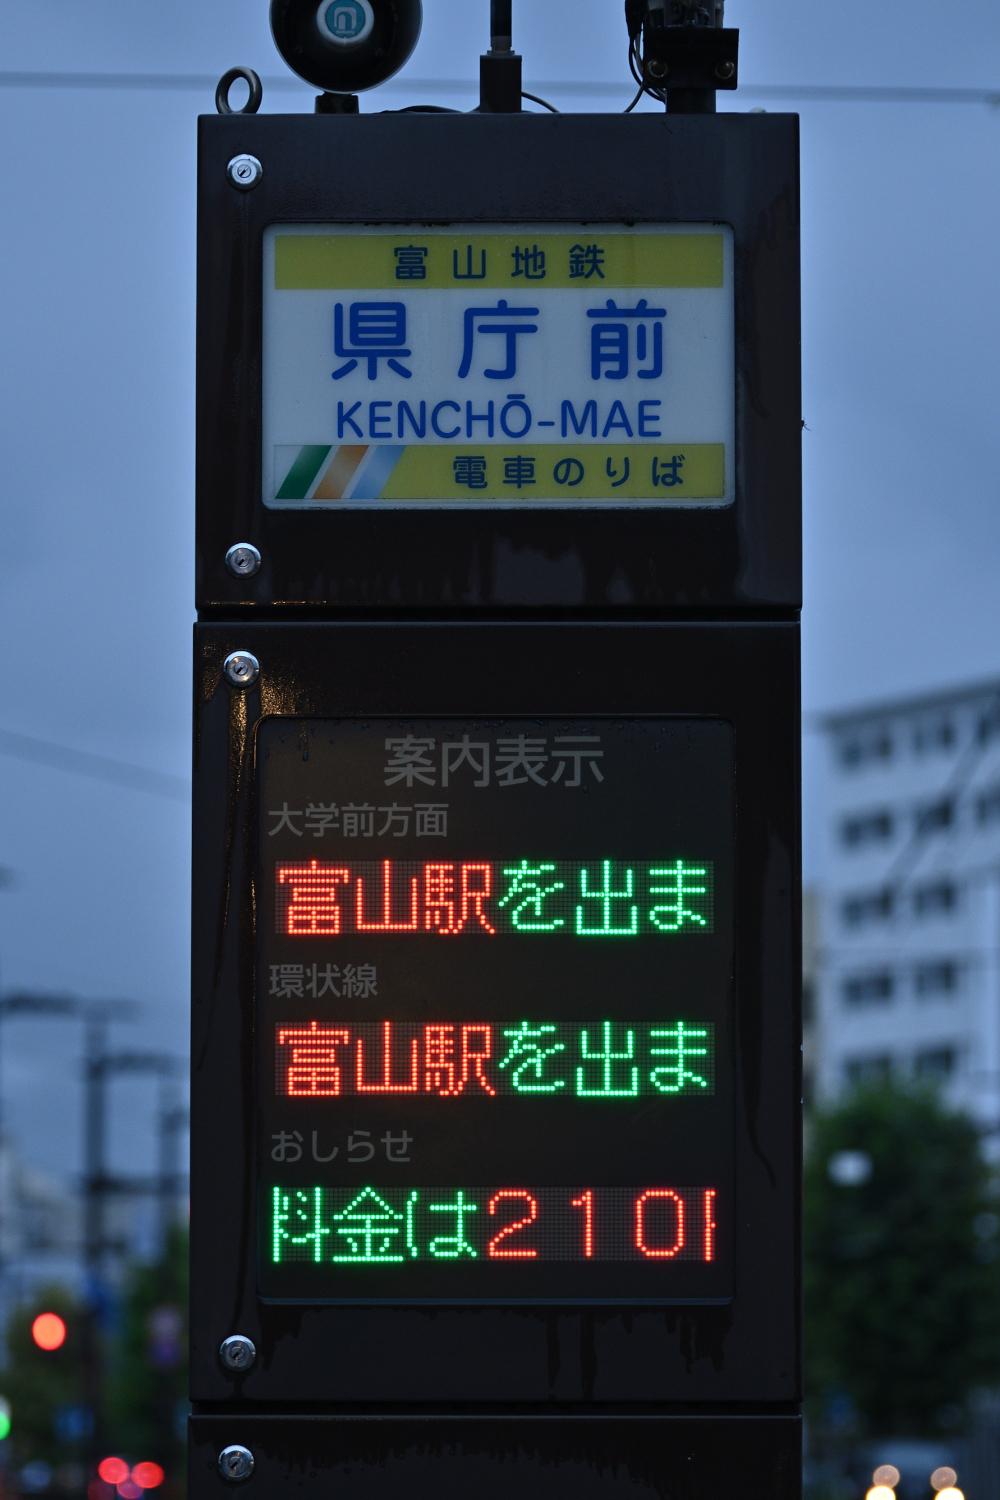 富山地鉄
県庁前
KENCHŌ-MAE
電車のりば
案内表示
大学前方面
富山駅を出ま
環状線
富山駅を出ま
おしらせ
料金は210